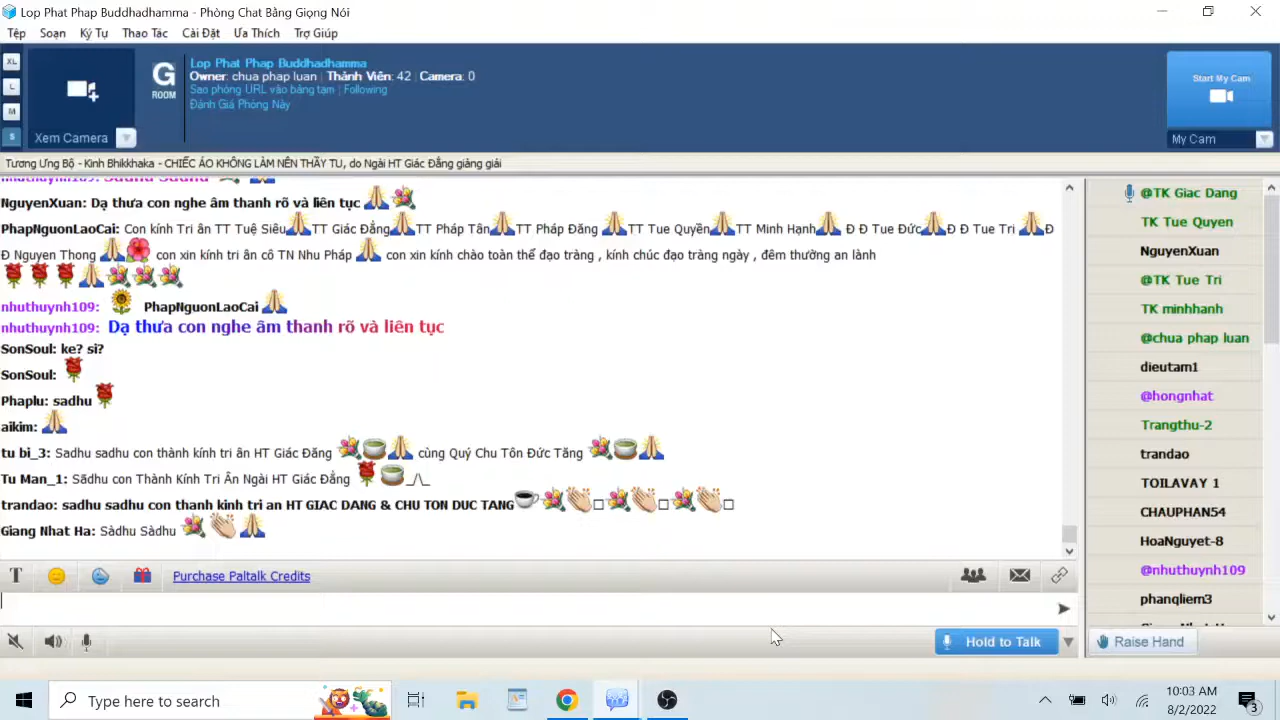 Lop Phat Phap Buddhadhamma - Phòng Chat Bằng Giọng Nói
Tệp Soạn Ký Tự Thao Tác Cài Đặt Ưa Thích Trợ Giúp
XL
L
M
S
Xem Camera
G
ROOM
Lop Phat Phap Buddhadhamma
Owner: chua phap luan | Thành Viên: 42 | Camera: 0
Sao phòng URL vào bảng tạm | Following
Đánh Giá Phòng Này
Start My Cam
My Cam
Tương Ưng Bộ - Kinh Bhikkhaka - CHIẾC ÁO KHÔNG LÀM NÊN THẦY TU, do Ngài HT Giác Đẳng giảng giải
nhuthuynh109: Sadhu Sadhu
NguyenXuan: Dạ thưa con nghe âm thanh rõ và liên tục
PhapNguonLaoCai: Con kính Tri ân TT Tuệ Siêu TT Giác Đẳng TT Pháp Tân TT Pháp Đăng TT Tue Quyền TT Minh Hạnh Đ Đ Tue Đức Đ Đ Tue Tri Đ
Đ Nguyen Thong con xin kính tri ân cô TN Nhu Pháp con xin kính chào toàn thể đạo tràng , kính chúc đạo tràng ngày , đêm thường an lành
nhuthuynh109: PhapNguonLaoCai
nhuthuynh109: Dạ thưa con nghe âm thanh rõ và liên tục
SonSoul: ke? si?
SonSoul:
Phaplu: sadhu
aikim:
tu bi_3: Sadhu sadhu con thành kính tri ân HT Giác Đăng cùng Quý Chu Tôn Đức Tăng
Tu Man_1: Sādhu con Thành Kính Tri Ân Ngài HT Giác Đẳng _/\_
trandao: sadhu sadhu con thanh kinh tri an HT GIAC DANG & CHU TON DUC TANG
Giang Nhat Ha: Sàdhu Sàdhu
@TK Giac Dang
TK Tue Quyen
NguyenXuan
@TK Tue Tri
TK minhhanh
@chua phap luan
dieutam1
@hongnhat
Trangthu-2
trandao
TOILAVAY 1
CHAUPHAN54
HoaNguyet-8
@nhuthuynh109
phanqliem3
T
Purchase Paltalk Credits
Hold to Talk
Raise Hand
Type here to search
10:03 AM
8/2/2022
3